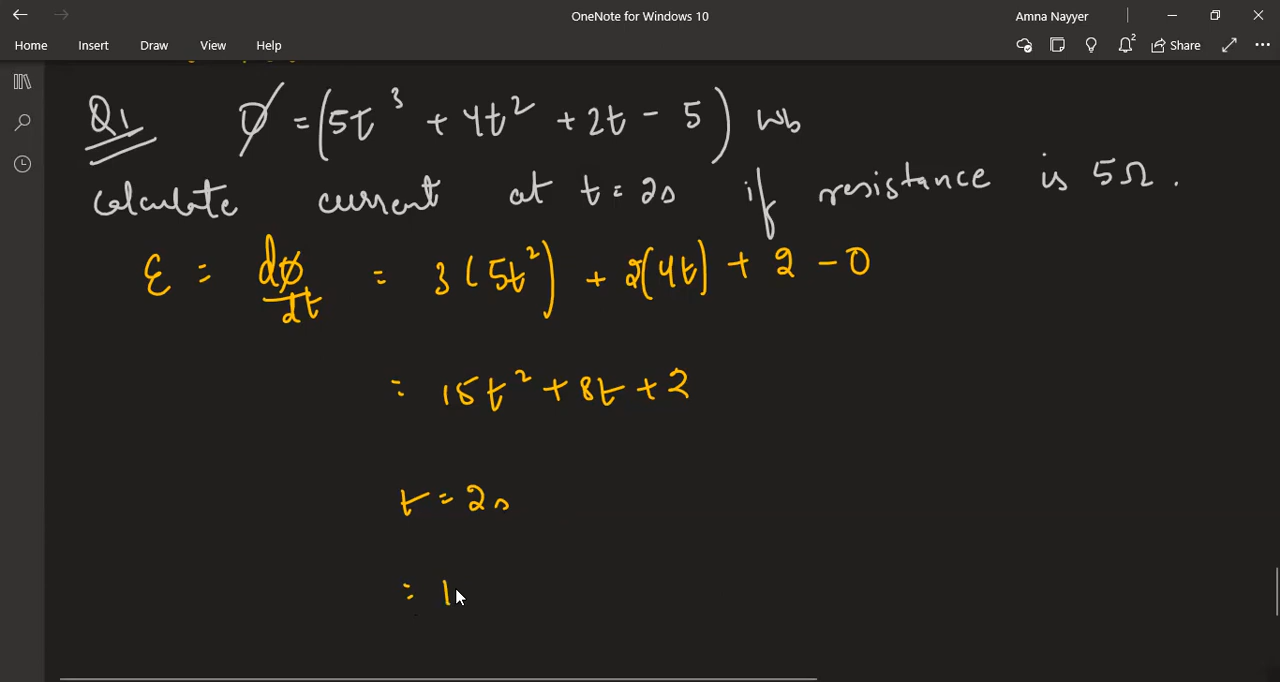 OneNote for Windows 10
Amna Nayyer
Home Insert Draw View Help
2
Share
Q1 Ø = (5t³ + 4t² + 2t - 5) wb
Calculate current at t = 2s if resistance is 5Ω.
ε = dø/dt = 3(5t²) + 2(4t) + 2 - 0
= 15t² + 8t + 2
t = 2s
= 1